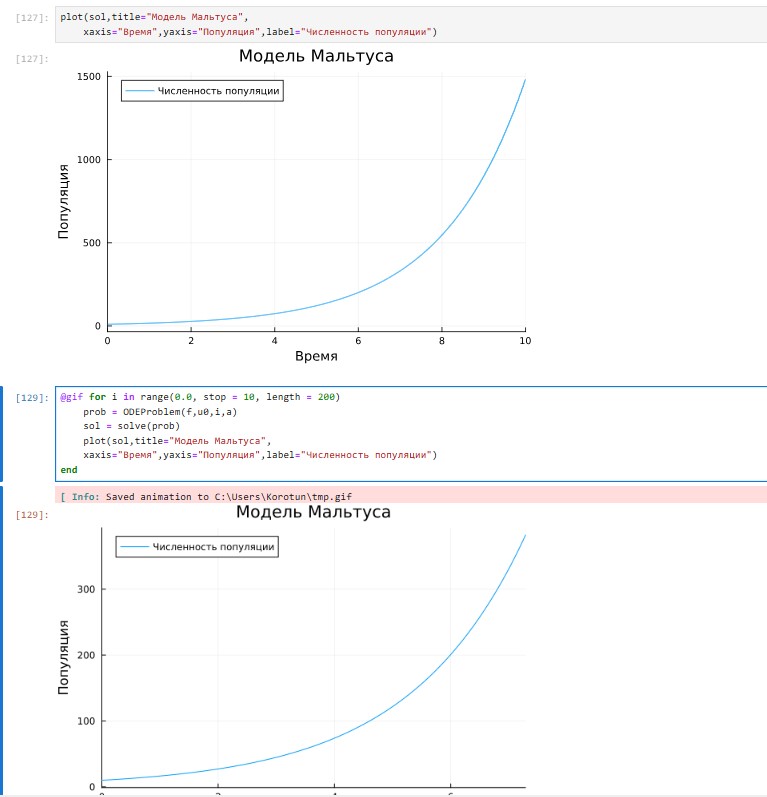 [127]: plot(sol,title="Модель Мальтуса",
xaxis="Время",yaxis="Популяция",label="Численность популяции")
[127]:
Модель Мальтуса
Численность популяции
1500
1000
500
0
Популяция
0 2 4 6 8 10
Время
[129]: @gif for i in range(0.0, stop = 10, length = 200)
prob = ODEProblem(f,u0,i,a)
sol = solve(prob)
plot(sol,title="Модель Мальтуса",
xaxis="Время",yaxis="Популяция",label="Численность популяции")
end
[ Info: Saved animation to C:\Users\Korotun\tmp.gif
[129]:
Модель Мальтуса
Численность популяции
300
200
100
0
Популяция